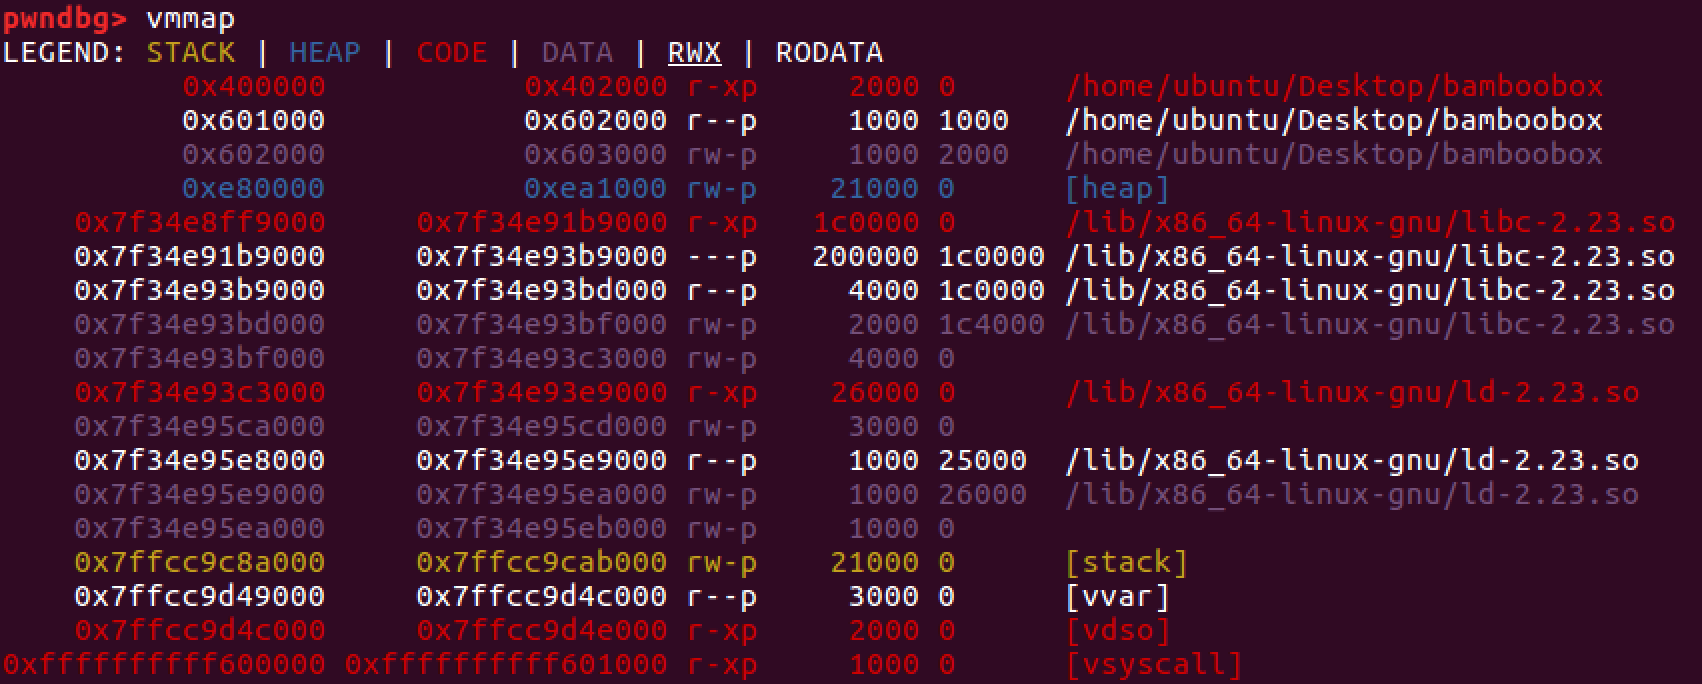 pwndbg> vmmap
LEGEND: STACK | HEAP | CODE | DATA | RWX | RODATA
0x400000 0x402000 r-xp 2000 0 /home/ubuntu/Desktop/bamboobox
0x601000 0x602000 r--p 1000 1000 /home/ubuntu/Desktop/bamboobox
0x602000 0x603000 rw-p 1000 2000 /home/ubuntu/Desktop/bamboobox
0xe80000 0xea1000 rw-p 21000 0 [heap]
0x7f34e8ff9000 0x7f34e91b9000 r-xp 1c0000 0 /lib/x86_64-linux-gnu/libc-2.23.so
0x7f34e91b9000 0x7f34e93b9000 ---p 200000 1c0000 /lib/x86_64-linux-gnu/libc-2.23.so
0x7f34e93b9000 0x7f34e93bd000 r--p 4000 1c0000 /lib/x86_64-linux-gnu/libc-2.23.so
0x7f34e93bd000 0x7f34e93bf000 rw-p 2000 1c4000 /lib/x86_64-linux-gnu/libc-2.23.so
0x7f34e93bf000 0x7f34e93c3000 rw-p 4000 0
0x7f34e93c3000 0x7f34e93e9000 r-xp 26000 0 /lib/x86_64-linux-gnu/ld-2.23.so
0x7f34e95ca000 0x7f34e95cd000 rw-p 3000 0
0x7f34e95e8000 0x7f34e95e9000 r--p 1000 25000 /lib/x86_64-linux-gnu/ld-2.23.so
0x7f34e95e9000 0x7f34e95ea000 rw-p 1000 26000 /lib/x86_64-linux-gnu/ld-2.23.so
0x7f34e95ea000 0x7f34e95eb000 rw-p 1000 0
0x7ffcc9c8a000 0x7ffcc9cab000 rw-p 21000 0 [stack]
0x7ffcc9d49000 0x7ffcc9d4c000 r--p 3000 0 [vvar]
0x7ffcc9d4c000 0x7ffcc9d4e000 r-xp 2000 0 [vdso]
0xffffffffff600000 0xffffffffff601000 r-xp 1000 0 [vsyscall]